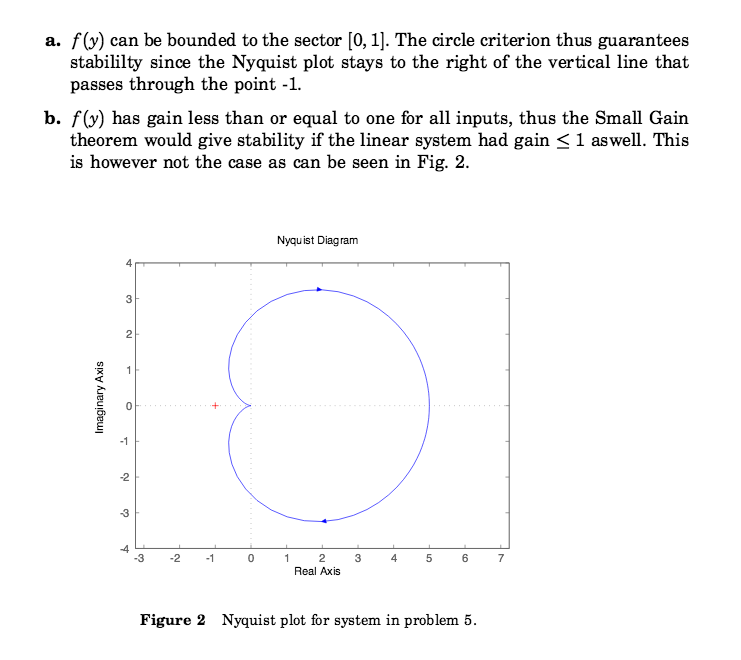 a. f(y) can be bounded to the sector [0, 1]. The circle criterion thus guarantees
stabililty since the Nyquist plot stays to the right of the vertical line that
passes through the point -1.
b. f(y) has gain less than or equal to one for all inputs, thus the Small Gain
theorem would give stability if the linear system had gain ≤ 1 aswell. This
is however not the case as can be seen in Fig. 2.
Nyquist Diagram
4
3
2
1
0
-1
-2
-3
-4
Imaginary Axis
-3 -2 -1 0 1 2 3 4 5 6 7
Real Axis
Figure 2 Nyquist plot for system in problem 5.